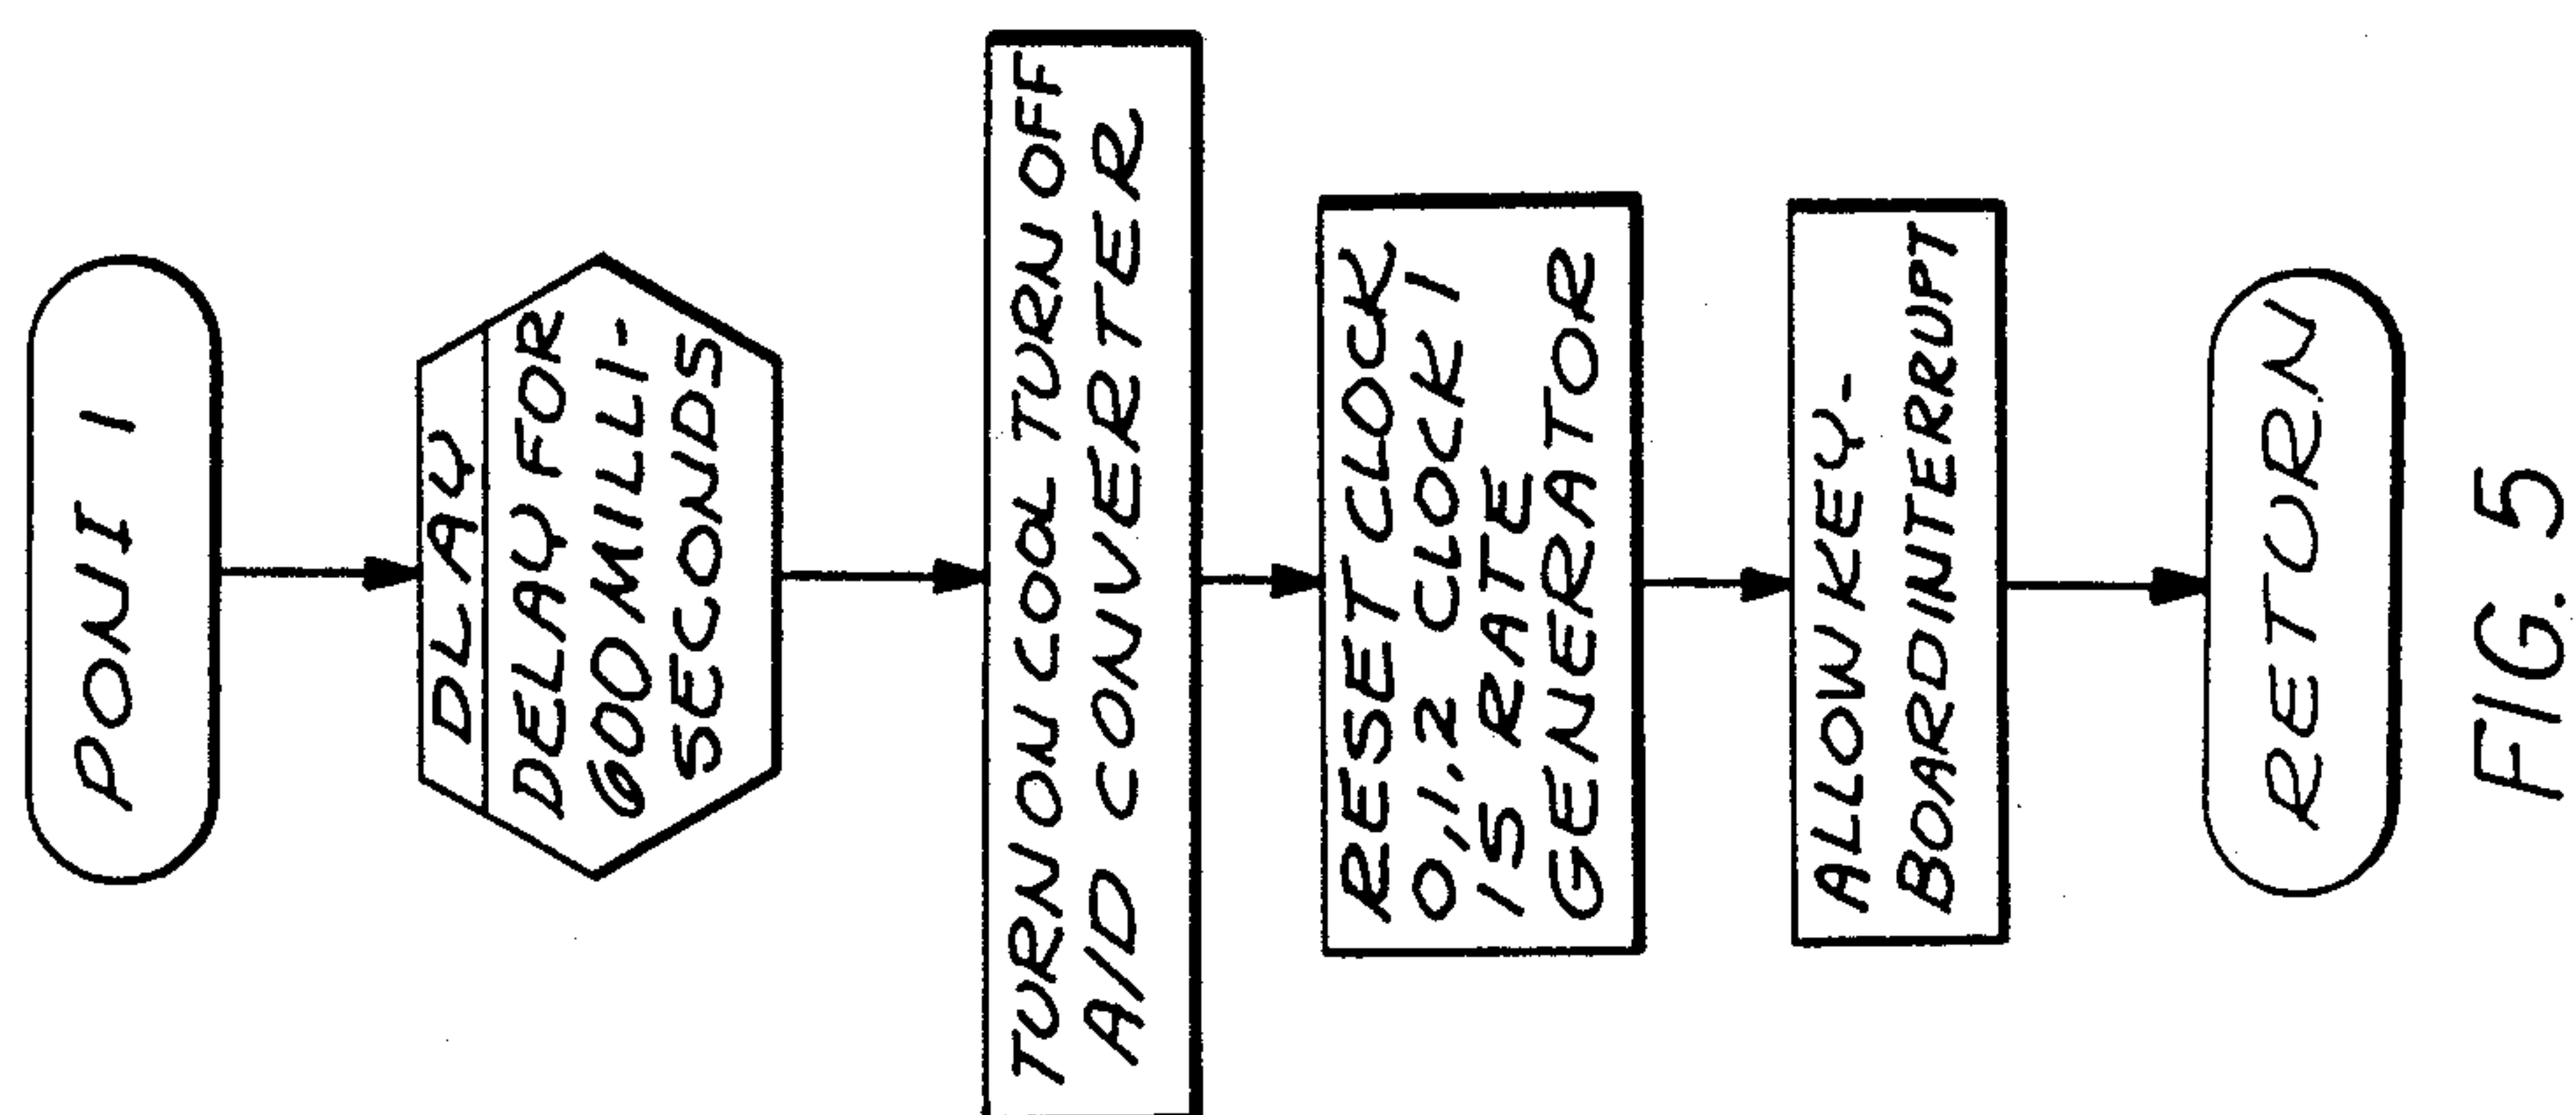 PONI 1
DLAY
DELAY FOR
600 MILLI-
SECONDS
TURN ON COOL TURN OFF
A/D CONVERTER
RESET CLOCK
0,1,2 CLOCK 1
IS RATE
GENERATOR
ALLOW KEY-
BOARD INTERRUPT
RETURN
FIG. 5